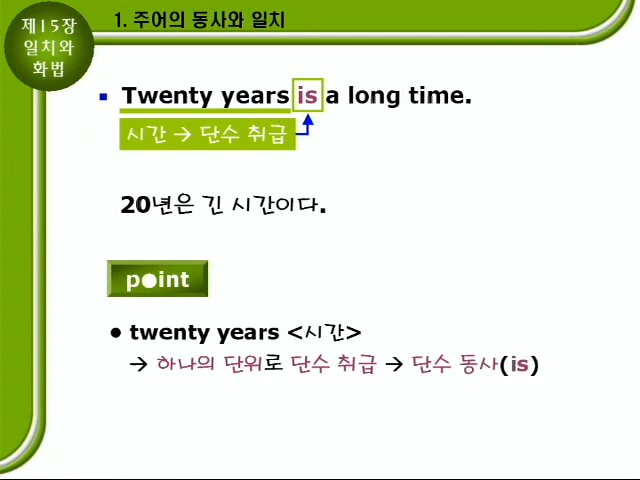 제15장
일치와
화법
1. 주어의 동사와 일치
▪ Twenty years is a long time.
시간 → 단수 취급
20년은 긴 시간이다.
point
● twenty years <시간>
→ 하나의 단위로 단수 취급 → 단수 동사(is)